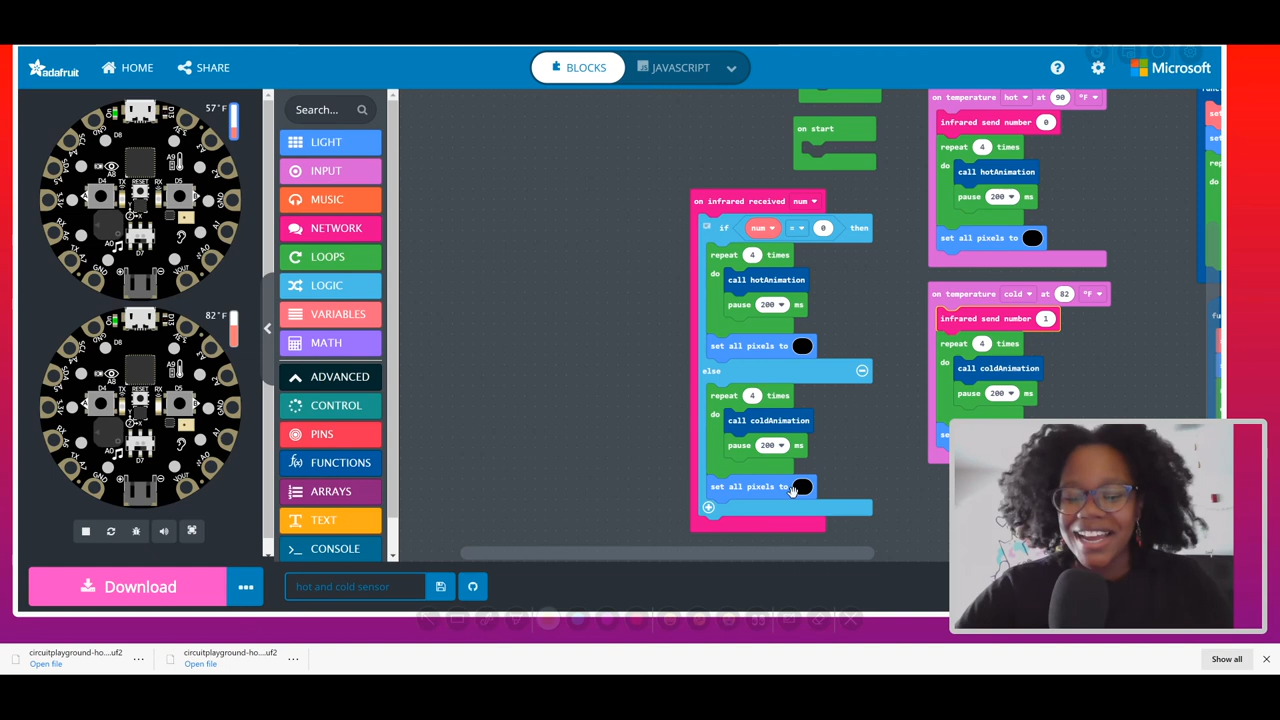 adafruit HOME SHARE BLOCKS JAVASCRIPT Microsoft
57°F
82°F
Download
Search...
LIGHT
INPUT
MUSIC
NETWORK
LOOPS
LOGIC
VARIABLES
MATH
ADVANCED
CONTROL
PINS
FUNCTIONS
ARRAYS
TEXT
CONSOLE
hot and cold sensor
on start
on infrared received num
if num = 0 then
repeat 4 times
do call hotAnimation
pause 200 ms
set all pixels to
else
repeat 4 times
do call coldAnimation
pause 200 ms
set all pixels to
on temperature hot at 90 °F
infrared send number 0
repeat 4 times
do call hotAnimation
pause 200 ms
set all pixels to
on temperature cold at 82 °F
infrared send number 1
repeat 4 times
do call coldAnimation
pause 200 ms
circuitplayground-ho....uf2
Open file
circuitplayground-ho....uf2
Open file
Show all